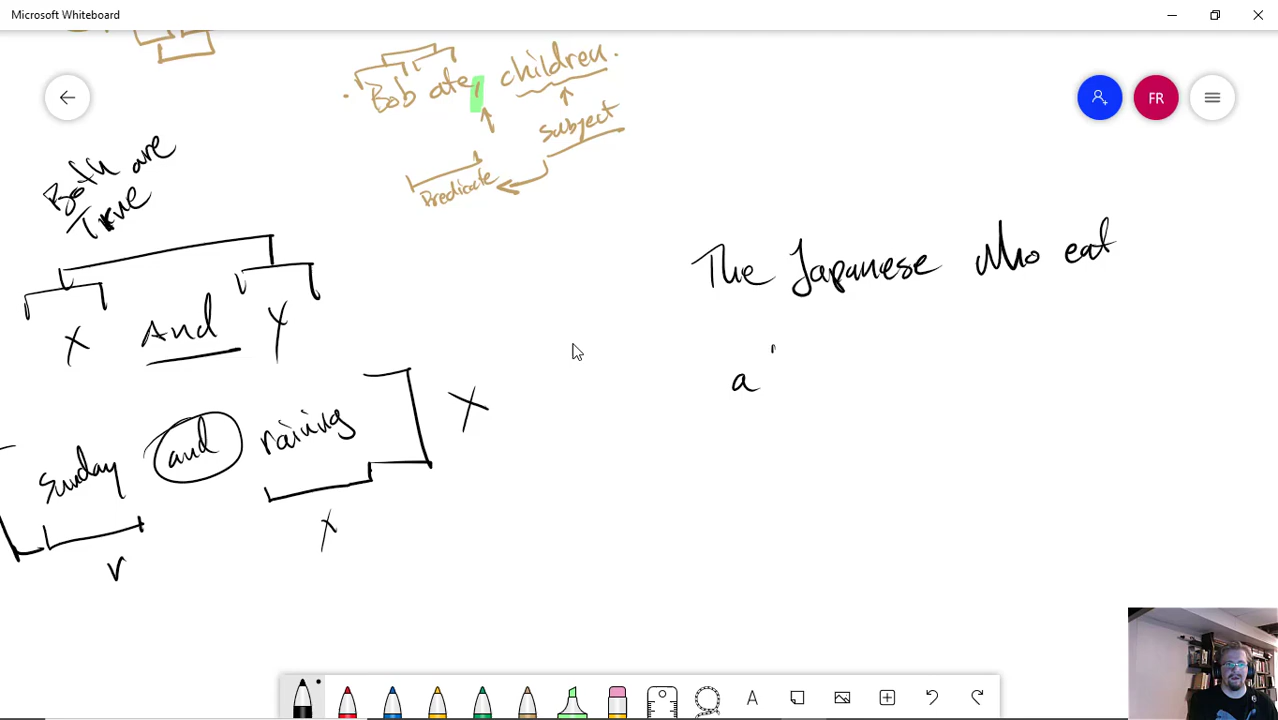 Microsoft Whiteboard
Bob ate, children.
subject
Predicate
FR
Both are
True
X And Y
The Japanese who eat
a
Sunday and raining
X
X
A